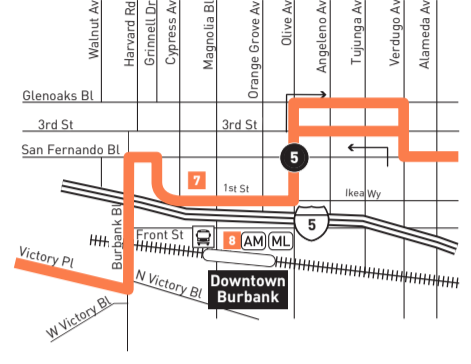 Walnut Av
Harvard Rd
Grinnell Dr
Cypress Av
Magnolia Bl
Orange Grove Av
Olive Av
Angeleno Av
Tujunga Av
Verdugo Av
Alameda Av
Glenoaks Bl
3rd St
3rd St
San Fernando Bl
5
7
1st St
Ikea Wy
Burbank Bl
Front St
8 AM ML
5
Victory Pl
N Victory Bl
Downtown
Burbank
W Victory Bl